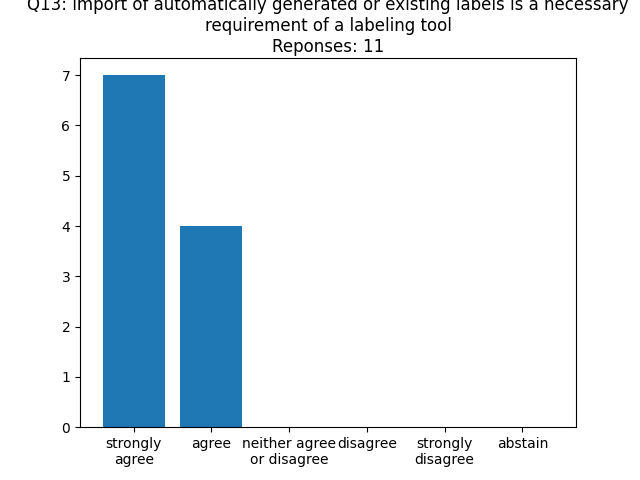 Q13: Import of automatically generated or existing labels is a necessary
requirement of a labeling tool
Reponses: 11
7
6
5
4
3
2
1
0
strongly
agree
agree
neither agree
or disagree
disagree
strongly
disagree
abstain